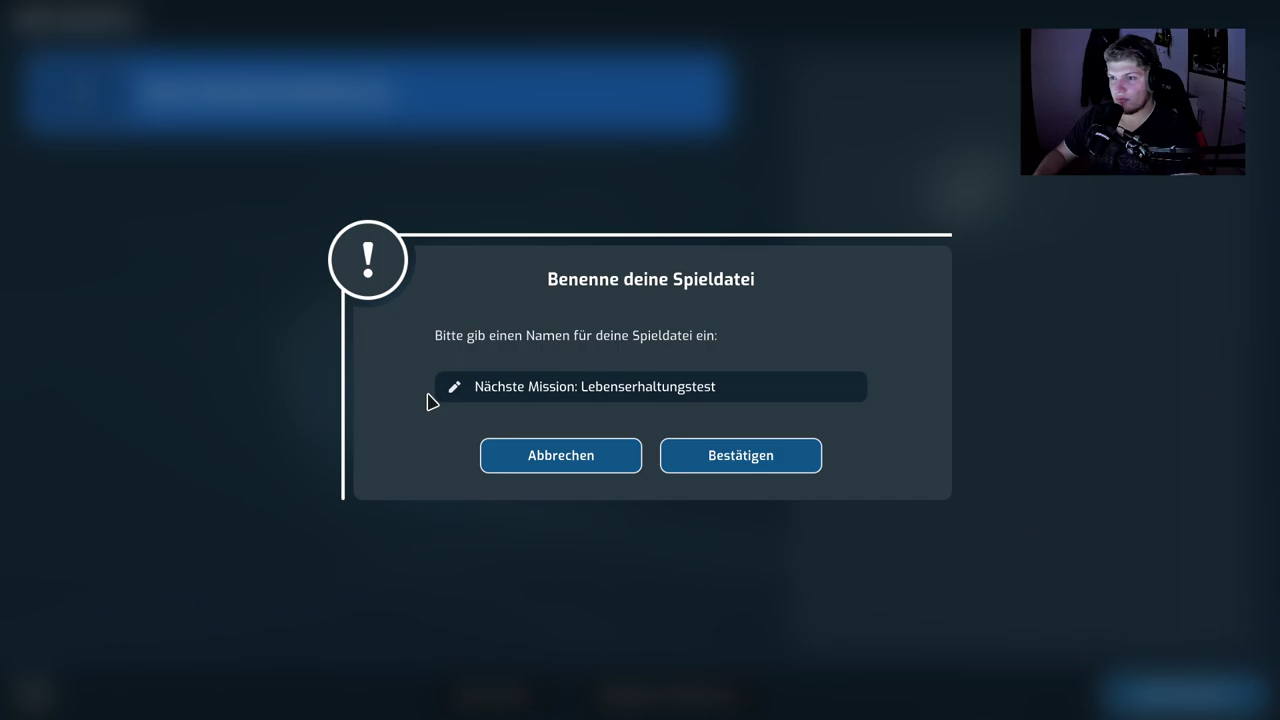 !
Benenne deine Spieldatei
Bitte gib einen Namen für deine Spieldatei ein:
Nächste Mission: Lebenserhaltungstest
Abbrechen
Bestätigen